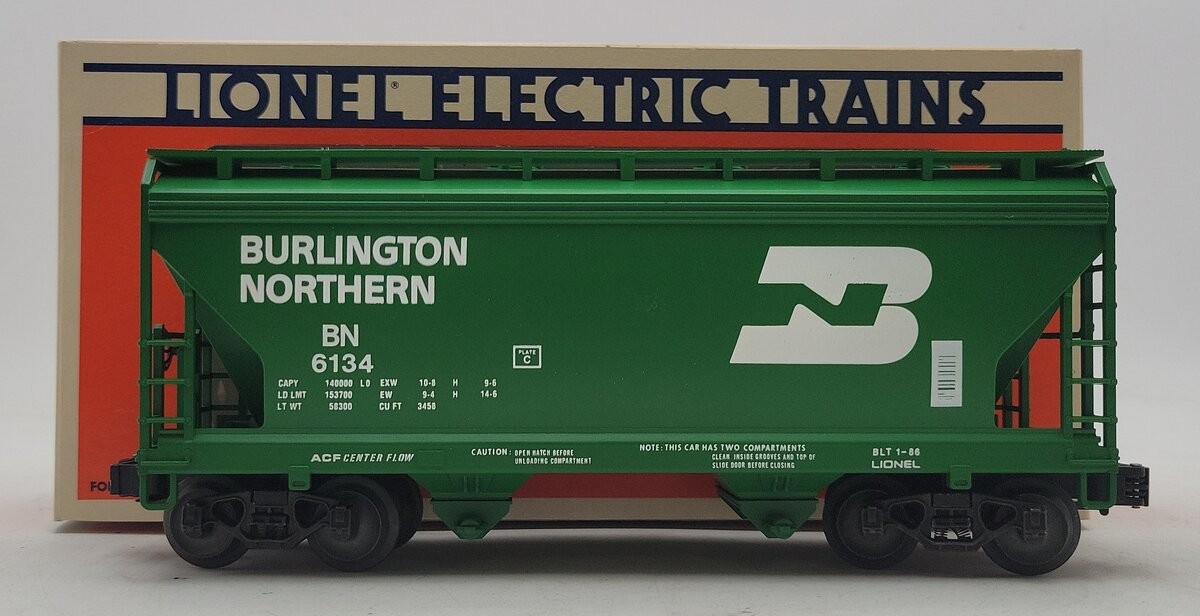 LIONEL® ELECTRIC TRAINS
BURLINGTON
NORTHERN
BN
6134
PLATE
C
CAPY 140000 LD EXW 10-8 H 9-6
LD LMT 153700 EW 9-4 H 14-6
LT WT 58300 CU FT 3458
ACF CENTER FLOW
CAUTION: OPEN HATCH BEFORE
UNLOADING COMPARTMENT
NOTE: THIS CAR HAS TWO COMPARTMENTS
CLEAN INSIDE GROOVES AND TOP OF
SLIDE DOOR BEFORE CLOSING
BLT 1-86
LIONEL